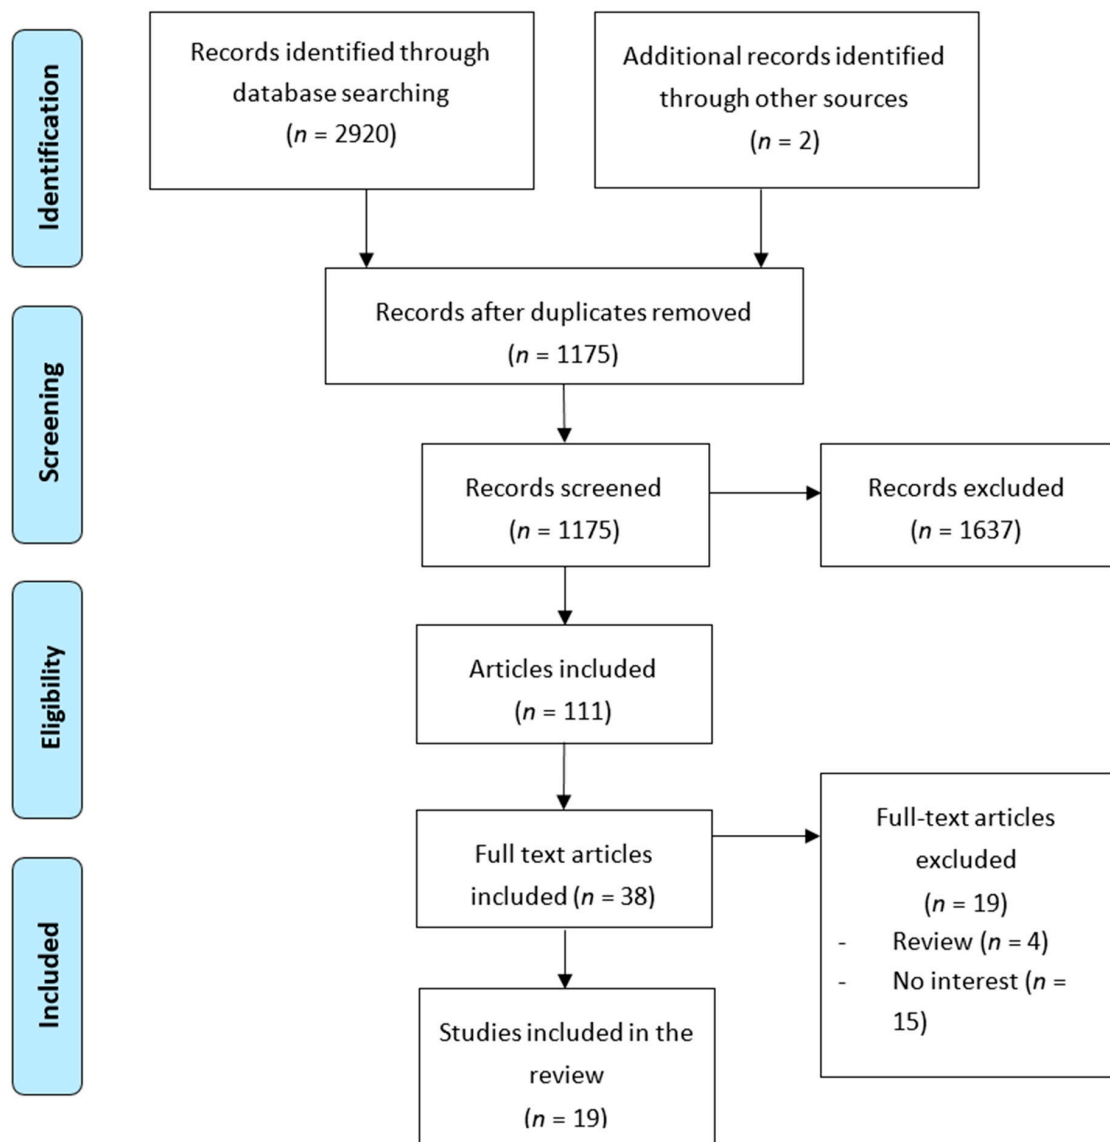 Identification
Records identified through
database searching
(n = 2920)
Additional records identified
through other sources
(n = 2)
Records after duplicates removed
(n = 1175)
Screening
Records screened
(n = 1175)
Records excluded
(n = 1637)
Eligibility
Articles included
(n = 111)
Full text articles
included (n = 38)
Full-text articles
excluded
(n = 19)
- Review (n = 4)
- No interest (n =
15)
Included
Studies included in the
review
(n = 19)